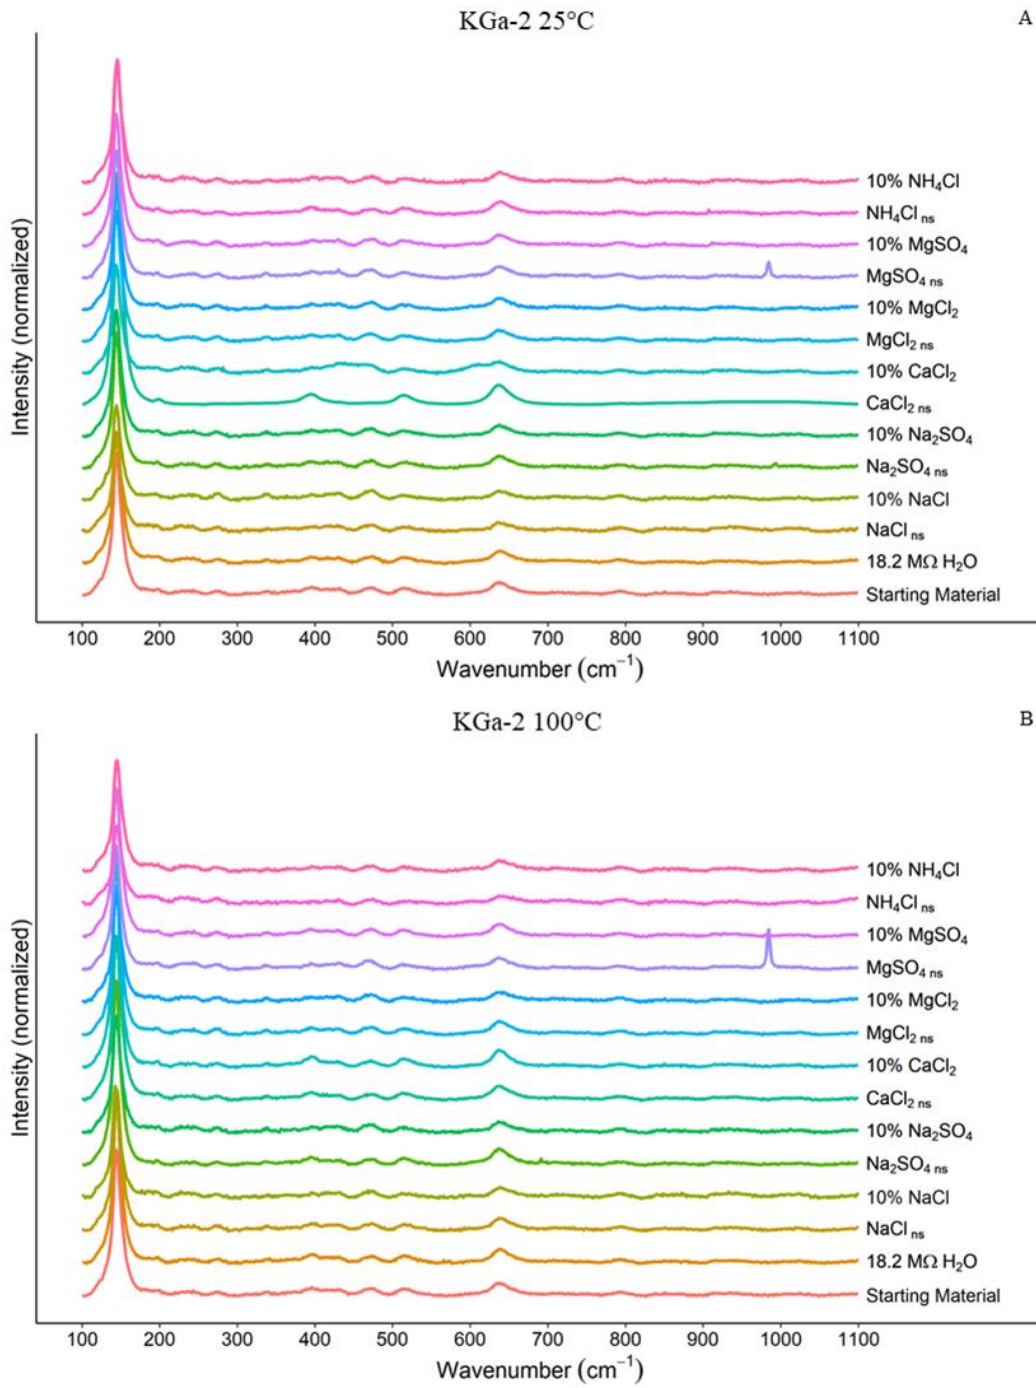 KGa-2 25°C
A
10% NH₄Cl
NH₄Cl ns
10% MgSO₄
MgSO₄ ns
10% MgCl₂
MgCl₂ ns
10% CaCl₂
CaCl₂ ns
10% Na₂SO₄
Na₂SO₄ ns
10% NaCl
NaCl ns
18.2 MΩ H₂O
Starting Material
Intensity (normalized)
100 200 300 400 500 600 700 800 900 1000 1100
Wavenumber (cm⁻¹)
KGa-2 100°C
B
10% NH₄Cl
NH₄Cl ns
10% MgSO₄
MgSO₄ ns
10% MgCl₂
MgCl₂ ns
10% CaCl₂
CaCl₂ ns
10% Na₂SO₄
Na₂SO₄ ns
10% NaCl
NaCl ns
18.2 MΩ H₂O
Starting Material
Intensity (normalized)
100 200 300 400 500 600 700 800 900 1000 1100
Wavenumber (cm⁻¹)